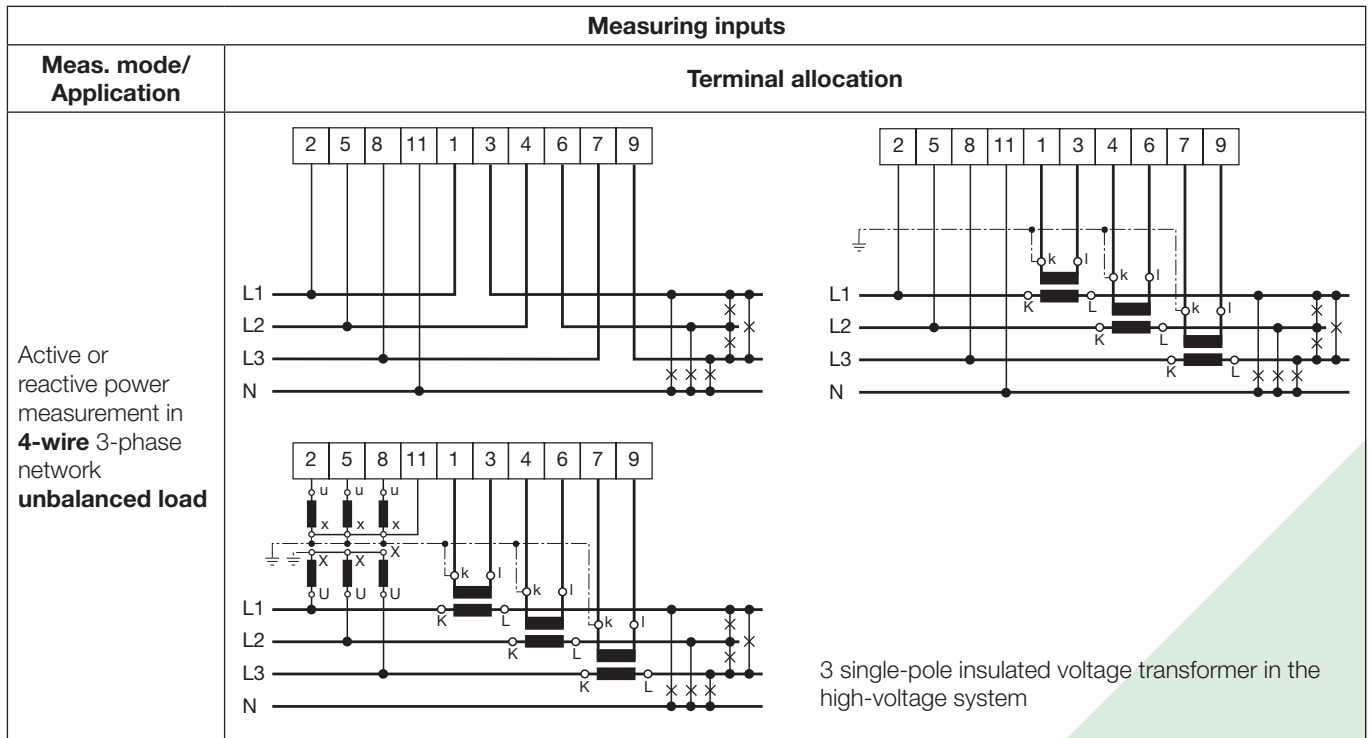 Measuring inputs
Meas. mode/
Application
Terminal allocation
Active or
reactive power
measurement in
4-wire 3-phase
network
unbalanced load
2 5 8 11 1 3 4 6 7 9
L1
L2
L3
N
2 5 8 11 1 3 4 6 7 9
k l
k l
k l
L1
K L
L2
K L
L3
K L
N
2 5 8 11 1 3 4 6 7 9
u u u
x x x
X X X
U U U
k l
k l
k l
L1
K L
L2
K L
L3
K L
N
3 single-pole insulated voltage transformer in the
high-voltage system